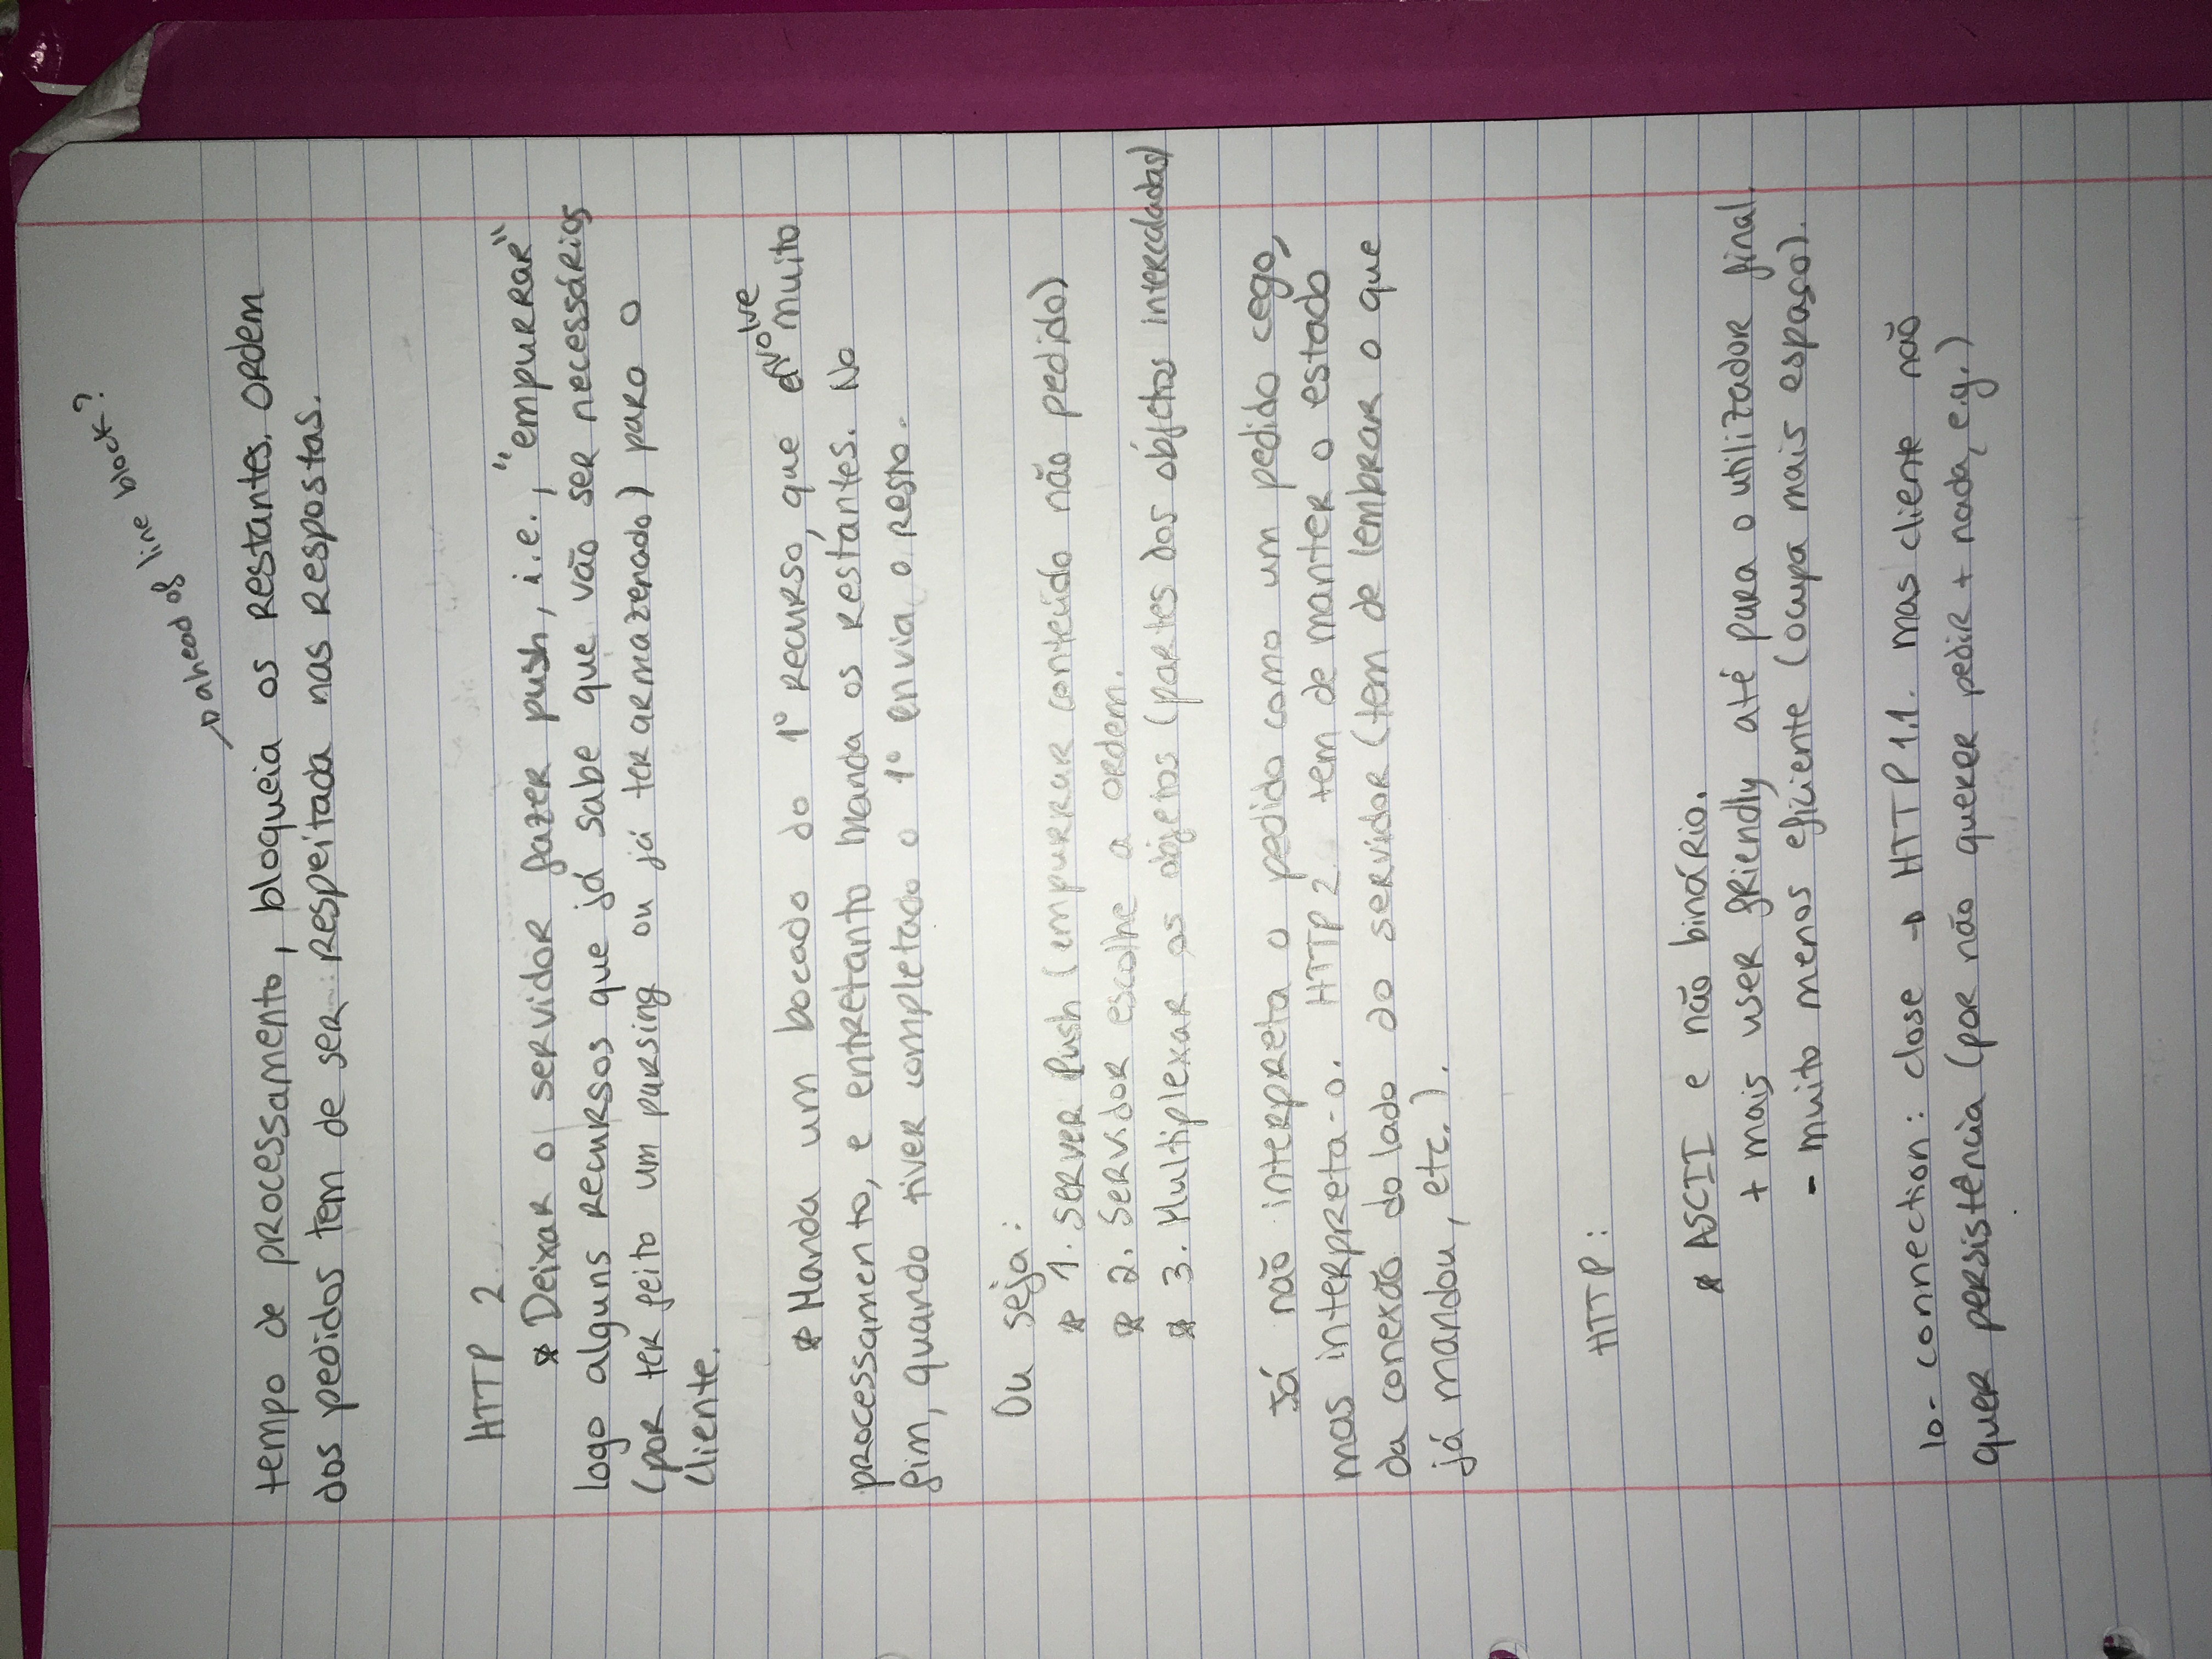 → ahead of line block?
tempo de processamento, bloqueia os restantes. Ordem
dos pedidos tem de ser respeitada nas respostas.
HTTP 2
* Deixar o servidor fazer push, i.e., "empurrar"
logo alguns recursos que já sabe que vão ser necessários
(por ter feito um parsing ou já ter armazenado) para o
cliente.
* Manda um bocado do 1º recurso, que envolve muito
processamento, e entretanto manda os restantes. No
fim, quando tiver completado o 1º envia o resto.
Ou seja:
* 1. Server Push (empurrar conteúdo não pedido)
* 2. Servidor escolhe a ordem.
* 3. Multiplexar os objetos (partes dos objetos intercaladas)
Já não interpreta o pedido como um pedido cego,
mas interpreta-o. HTTP 2 tem de manter o estado
da conexão do lado do servidor (tem de lembrar o que
já mandou, etc.).
HTTP:
* ASCII e não binário.
+ mais user friendly até para o utilizador final.
- muito menos eficiente (ocupa mais espaço).
10- connection: close → HTTP 1.1. mas cliente não
quer persistência (por não querer pedir + nada, e.g.)